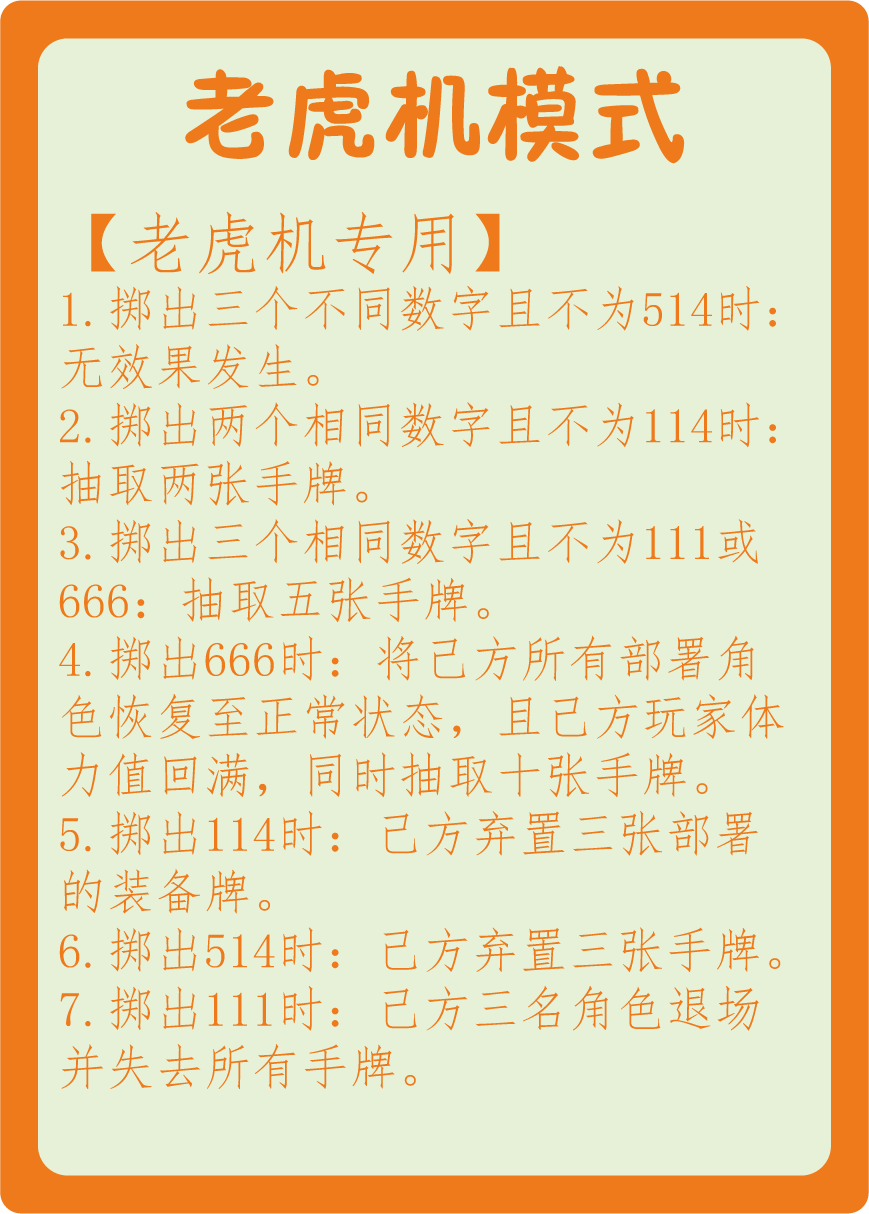 老虎机模式
【老虎机专用】
1.掷出三个不同数字且不为514时：
无效果发生。
2.掷出两个相同数字且不为114时：
抽取两张手牌。
3.掷出三个相同数字且不为111或
666：抽取五张手牌。
4.掷出666时：将己方所有部署角
色恢复至正常状态，且己方玩家体
力值回满，同时抽取十张手牌。
5.掷出114时：己方弃置三张部署
的装备牌。
6.掷出514时：己方弃置三张手牌。
7.掷出111时：己方三名角色退场
并失去所有手牌。